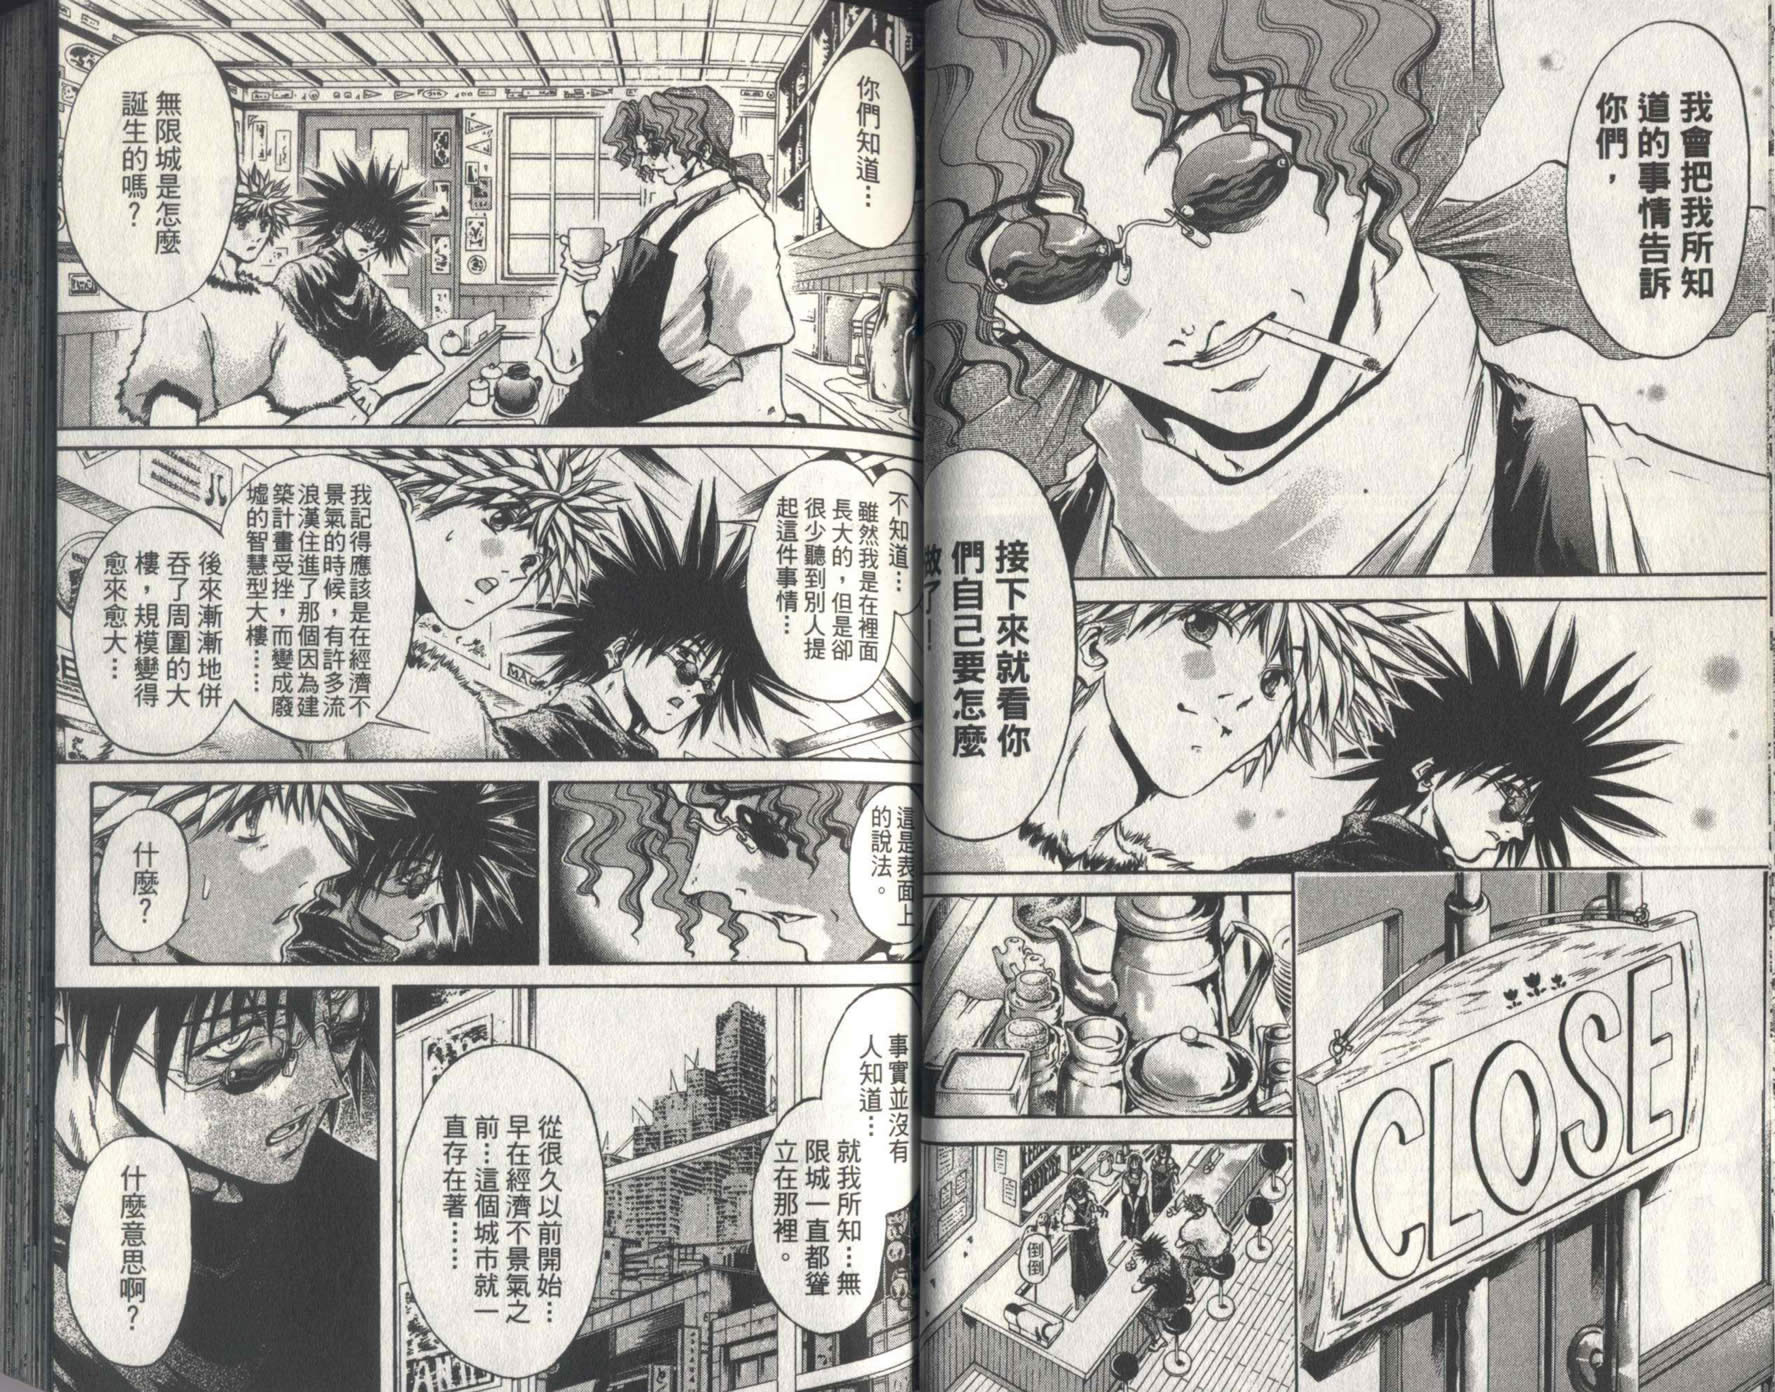 我會把我所知
道的事情告訴
你們，
接下來就看你
們自己要怎麼
做了！
CLOSE
倒倒
你們知道…
無限城是怎麼
誕生的嗎？
不知道…
雖然我是在裡面
長大的，但是卻
很少聽到別人提
起這件事情…
我記得應該是在經濟不
景氣的時候，有許多流
浪漢住進了那個因為建
築計畫受挫，而變成廢
墟的智慧型大樓……
後來漸漸地併
吞了周圍的大
樓，規模變得
愈來愈大…
這是表面上
的說法。
什麼？
事實並沒有
人知道…
就我所知…無
限城一直都聳
立在那裡。
從很久以前開始…
早在經濟不景氣之
前…這個城市就一
直存在著……
什麼意思啊？